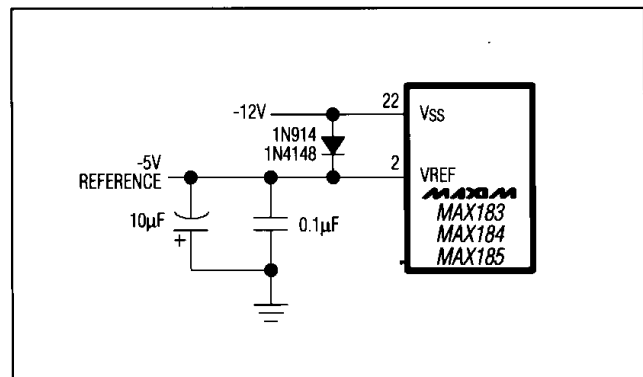 -12V
22
VSS
1N914
1N4148
-5V
REFERENCE
2
VREF
MAXIM
MAX183
MAX184
MAX185
10µF
+
0.1µF